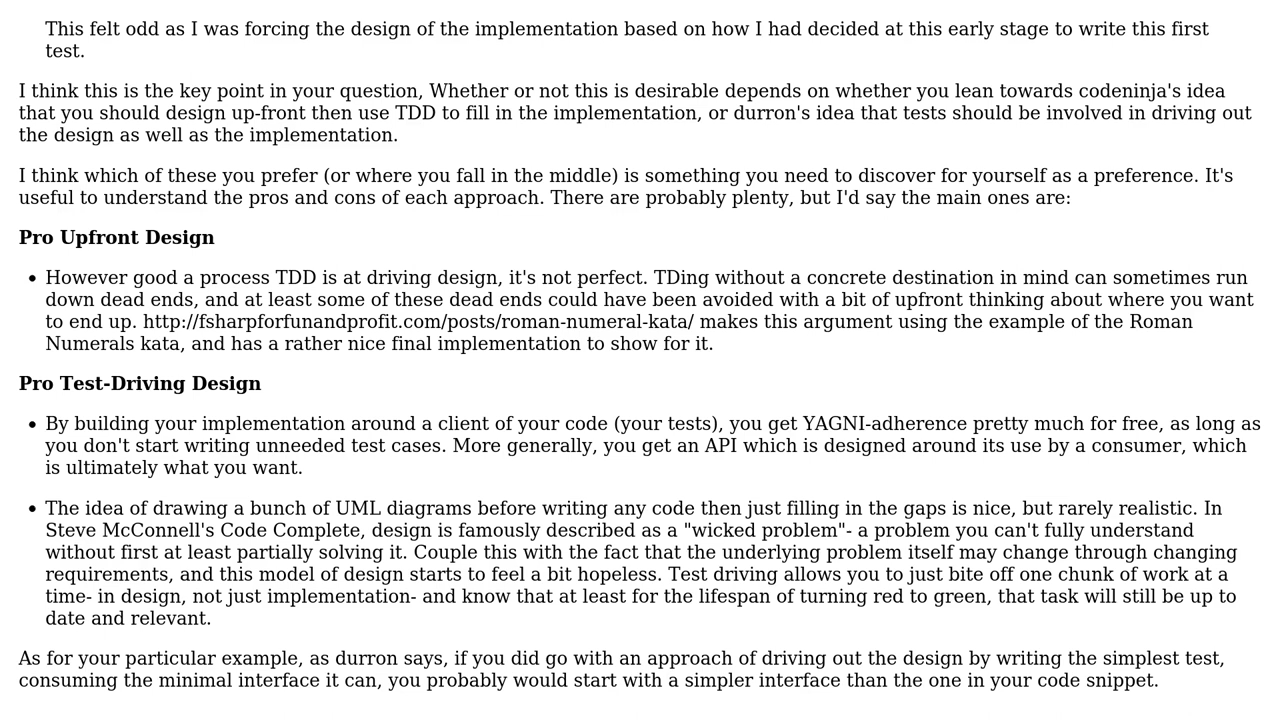 This felt odd as I was forcing the design of the implementation based on how I had decided at this early stage to write this first
test.
I think this is the key point in your question, Whether or not this is desirable depends on whether you lean towards codeninja's idea
that you should design up-front then use TDD to fill in the implementation, or durron's idea that tests should be involved in driving out
the design as well as the implementation.
I think which of these you prefer (or where you fall in the middle) is something you need to discover for yourself as a preference. It's
useful to understand the pros and cons of each approach. There are probably plenty, but I'd say the main ones are:
Pro Upfront Design
• However good a process TDD is at driving design, it's not perfect. TDing without a concrete destination in mind can sometimes run
down dead ends, and at least some of these dead ends could have been avoided with a bit of upfront thinking about where you want
to end up. http://fsharpforfunandprofit.com/posts/roman-numeral-kata/ makes this argument using the example of the Roman
Numerals kata, and has a rather nice final implementation to show for it.
Pro Test-Driving Design
• By building your implementation around a client of your code (your tests), you get YAGNI-adherence pretty much for free, as long as
you don't start writing unneeded test cases. More generally, you get an API which is designed around its use by a consumer, which
is ultimately what you want.
• The idea of drawing a bunch of UML diagrams before writing any code then just filling in the gaps is nice, but rarely realistic. In
Steve McConnell's Code Complete, design is famously described as a "wicked problem"- a problem you can't fully understand
without first at least partially solving it. Couple this with the fact that the underlying problem itself may change through changing
requirements, and this model of design starts to feel a bit hopeless. Test driving allows you to just bite off one chunk of work at a
time- in design, not just implementation- and know that at least for the lifespan of turning red to green, that task will still be up to
date and relevant.
As for your particular example, as durron says, if you did go with an approach of driving out the design by writing the simplest test,
consuming the minimal interface it can, you probably would start with a simpler interface than the one in your code snippet.